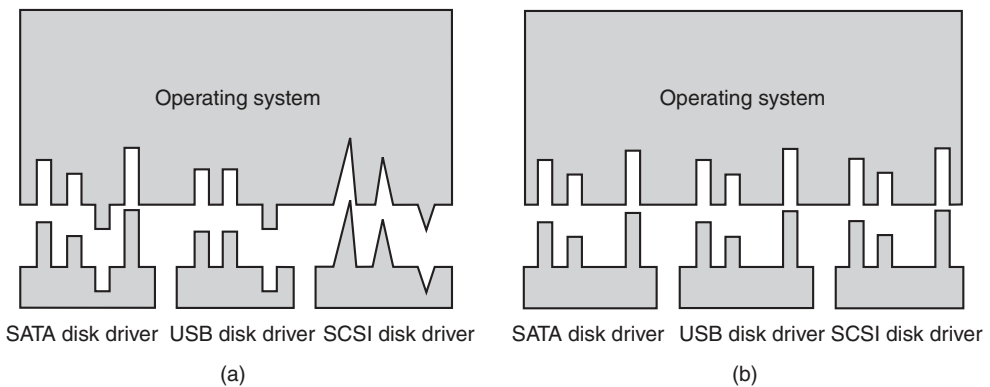 Operating system
Operating system
SATA disk driver USB disk driver SCSI disk driver
SATA disk driver USB disk driver SCSI disk driver
(a)
(b)